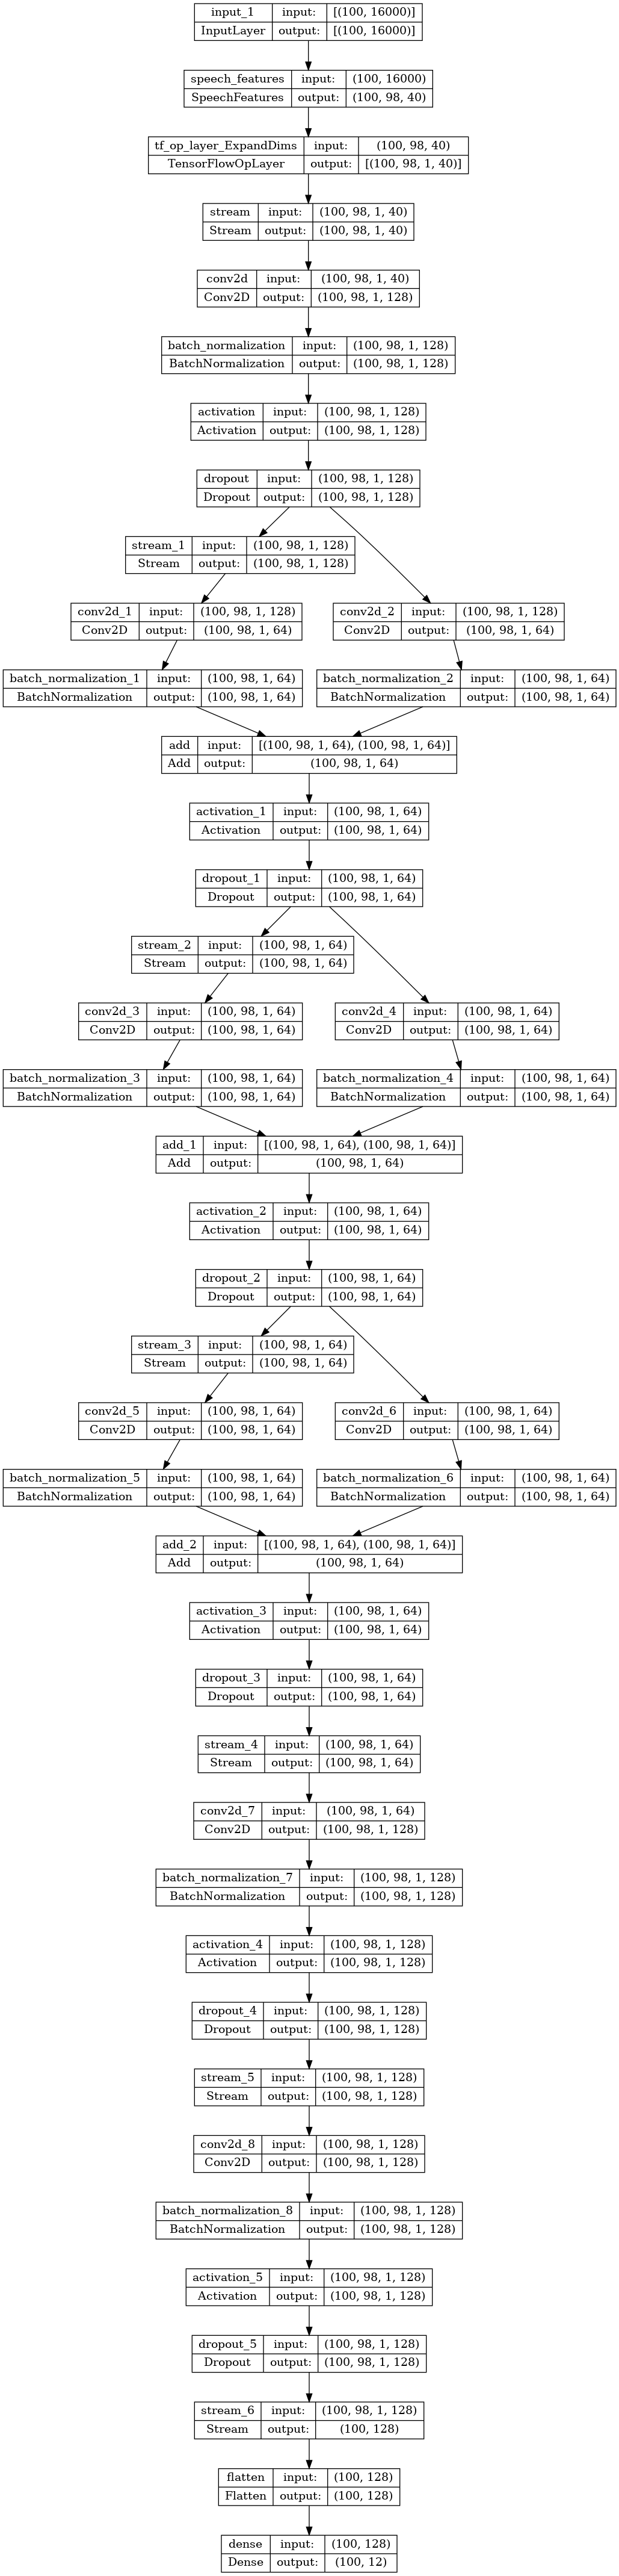 input_1 input: [(100, 16000)]
InputLayer output: [(100, 16000)]
speech_features input: (100, 16000)
SpeechFeatures output: (100, 98, 40)
tf_op_layer_ExpandDims input: (100, 98, 40)
TensorFlowOpLayer output: [(100, 98, 1, 40)]
stream input: (100, 98, 1, 40)
Stream output: (100, 98, 1, 40)
conv2d input: (100, 98, 1, 40)
Conv2D output: (100, 98, 1, 128)
batch_normalization input: (100, 98, 1, 128)
BatchNormalization output: (100, 98, 1, 128)
activation input: (100, 98, 1, 128)
Activation output: (100, 98, 1, 128)
dropout input: (100, 98, 1, 128)
Dropout output: (100, 98, 1, 128)
stream_1 input: (100, 98, 1, 128)
Stream output: (100, 98, 1, 128)
conv2d_1 input: (100, 98, 1, 128)
Conv2D output: (100, 98, 1, 64)
conv2d_2 input: (100, 98, 1, 128)
Conv2D output: (100, 98, 1, 64)
batch_normalization_1 input: (100, 98, 1, 64)
BatchNormalization output: (100, 98, 1, 64)
batch_normalization_2 input: (100, 98, 1, 64)
BatchNormalization output: (100, 98, 1, 64)
add input: [(100, 98, 1, 64), (100, 98, 1, 64)]
Add output: (100, 98, 1, 64)
activation_1 input: (100, 98, 1, 64)
Activation output: (100, 98, 1, 64)
dropout_1 input: (100, 98, 1, 64)
Dropout output: (100, 98, 1, 64)
stream_2 input: (100, 98, 1, 64)
Stream output: (100, 98, 1, 64)
conv2d_3 input: (100, 98, 1, 64)
Conv2D output: (100, 98, 1, 64)
conv2d_4 input: (100, 98, 1, 64)
Conv2D output: (100, 98, 1, 64)
batch_normalization_3 input: (100, 98, 1, 64)
BatchNormalization output: (100, 98, 1, 64)
batch_normalization_4 input: (100, 98, 1, 64)
BatchNormalization output: (100, 98, 1, 64)
add_1 input: [(100, 98, 1, 64), (100, 98, 1, 64)]
Add output: (100, 98, 1, 64)
activation_2 input: (100, 98, 1, 64)
Activation output: (100, 98, 1, 64)
dropout_2 input: (100, 98, 1, 64)
Dropout output: (100, 98, 1, 64)
stream_3 input: (100, 98, 1, 64)
Stream output: (100, 98, 1, 64)
conv2d_5 input: (100, 98, 1, 64)
Conv2D output: (100, 98, 1, 64)
conv2d_6 input: (100, 98, 1, 64)
Conv2D output: (100, 98, 1, 64)
batch_normalization_5 input: (100, 98, 1, 64)
BatchNormalization output: (100, 98, 1, 64)
batch_normalization_6 input: (100, 98, 1, 64)
BatchNormalization output: (100, 98, 1, 64)
add_2 input: [(100, 98, 1, 64), (100, 98, 1, 64)]
Add output: (100, 98, 1, 64)
activation_3 input: (100, 98, 1, 64)
Activation output: (100, 98, 1, 64)
dropout_3 input: (100, 98, 1, 64)
Dropout output: (100, 98, 1, 64)
stream_4 input: (100, 98, 1, 64)
Stream output: (100, 98, 1, 64)
conv2d_7 input: (100, 98, 1, 64)
Conv2D output: (100, 98, 1, 128)
batch_normalization_7 input: (100, 98, 1, 128)
BatchNormalization output: (100, 98, 1, 128)
activation_4 input: (100, 98, 1, 128)
Activation output: (100, 98, 1, 128)
dropout_4 input: (100, 98, 1, 128)
Dropout output: (100, 98, 1, 128)
stream_5 input: (100, 98, 1, 128)
Stream output: (100, 98, 1, 128)
conv2d_8 input: (100, 98, 1, 128)
Conv2D output: (100, 98, 1, 128)
batch_normalization_8 input: (100, 98, 1, 128)
BatchNormalization output: (100, 98, 1, 128)
activation_5 input: (100, 98, 1, 128)
Activation output: (100, 98, 1, 128)
dropout_5 input: (100, 98, 1, 128)
Dropout output: (100, 98, 1, 128)
stream_6 input: (100, 98, 1, 128)
Stream output: (100, 128)
flatten input: (100, 128)
Flatten output: (100, 128)
dense input: (100, 128)
Dense output: (100, 12)